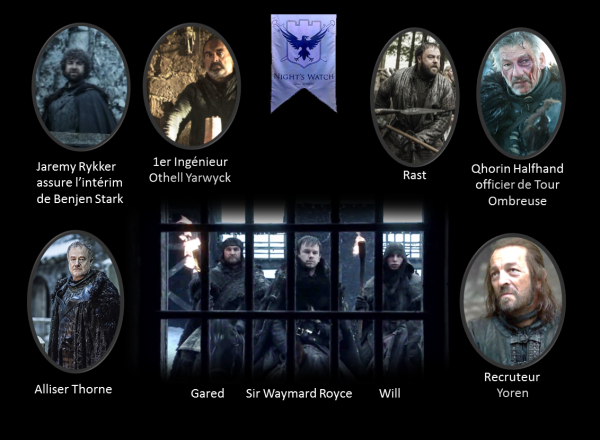 NIGHT'S WATCH
Jaremy Rykker
assure l'intérim
de Benjen Stark
1er Ingénieur
Othell Yarwyck
Rast
Qhorin Halfhand
officier de Tour
Ombreuse
Alliser Thorne
Gared
Sir Waymard Royce
Will
Recruteur
Yoren